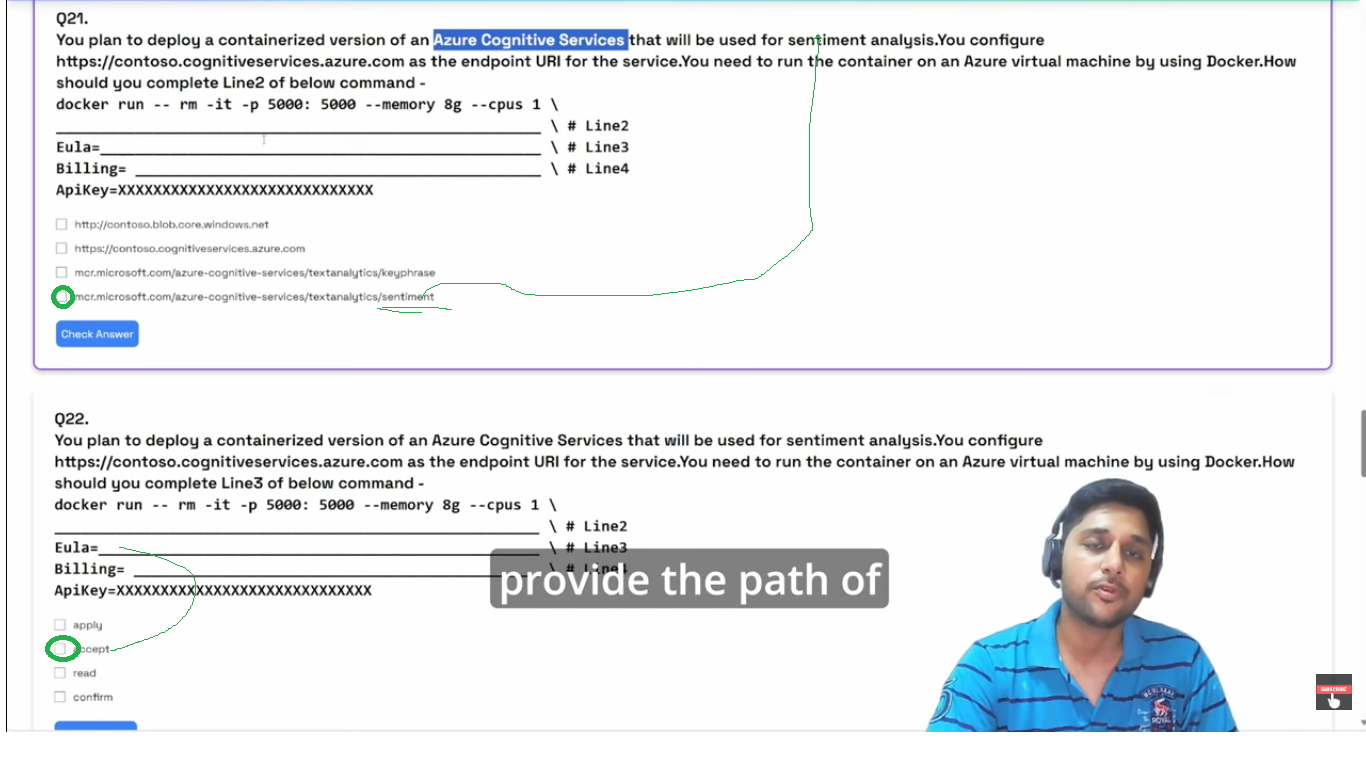 Q21.
You plan to deploy a containerized version of an Azure Cognitive Services that will be used for sentiment analysis.You configure
https://contoso.cognitiveservices.azure.com as the endpoint URI for the service.You need to run the container on an Azure virtual machine by using Docker.How
should you complete Line2 of below command -
docker run -- rm -it -p 5000: 5000 --memory 8g --cpus 1 \
______________________________________________________ \ # Line2
Eula=_________________________________________________ \ # Line3
Billing= _____________________________________________ \ # Line4
ApiKey=XXXXXXXXXXXXXXXXXXXXXXXXXXXXX
http://contoso.blob.core.windows.net
https://contoso.cognitiveservices.azure.com
mcr.microsoft.com/azure-cognitive-services/textanalytics/keyphrase
mcr.microsoft.com/azure-cognitive-services/textanalytics/sentiment
Check Answer
Q22.
You plan to deploy a containerized version of an Azure Cognitive Services that will be used for sentiment analysis.You configure
https://contoso.cognitiveservices.azure.com as the endpoint URI for the service.You need to run the container on an Azure virtual machine by using Docker.How
should you complete Line3 of below command -
docker run -- rm -it -p 5000: 5000 --memory 8g --cpus 1 \
______________________________________________________ \ # Line2
Eula=_________________________________________________ \ # Line3
Billing= _____________________________________________ \ # Line4
ApiKey=XXXXXXXXXXXXXXXXXXXXXXXXXXXXX
provide the path of
apply
accept
read
confirm
SUBSCRIBE